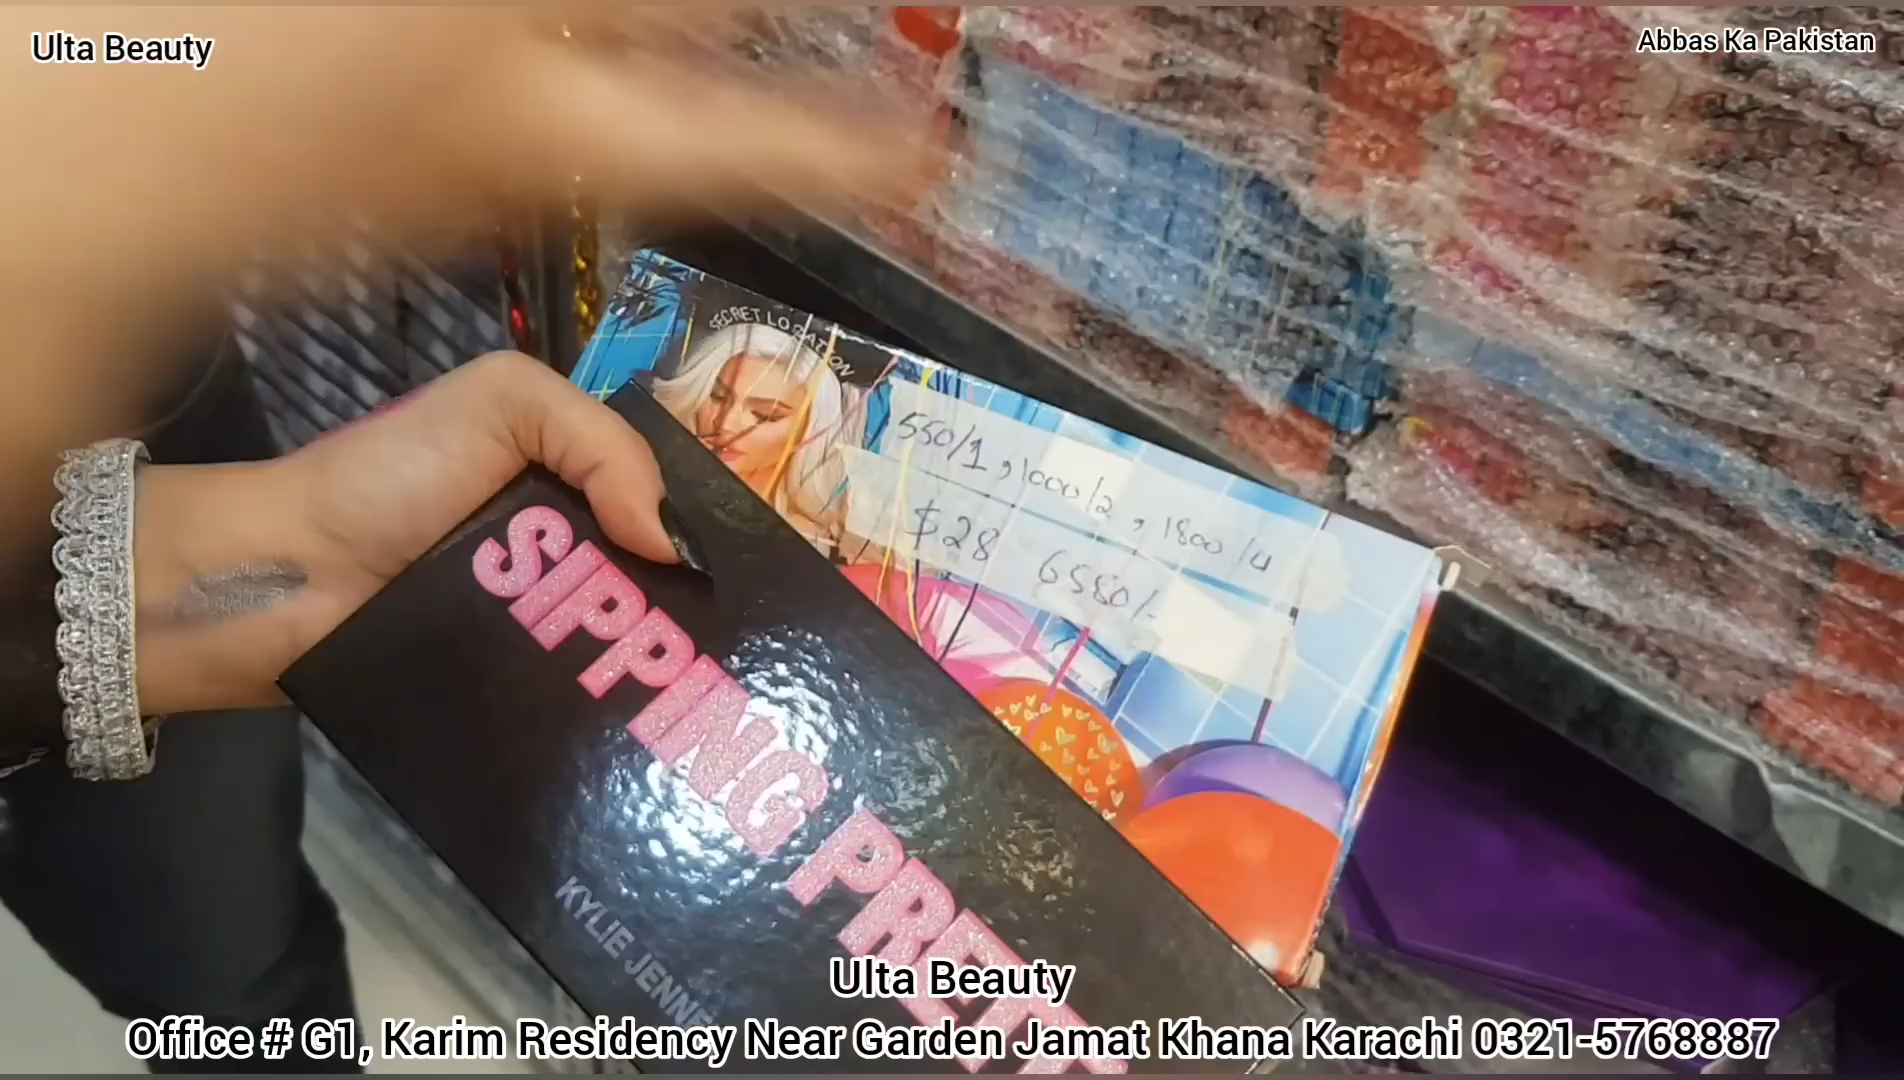 Ulta Beauty
Abbas Ka Pakistan
SECRET LOCATION
550/1, 1000/2, 1800/4
$28 6580/-
SIPPING PRETT
KYLIE JENNE
Ulta Beauty
Office # G1, Karim Residency Near Garden Jamat Khana Karachi 0321-5768887